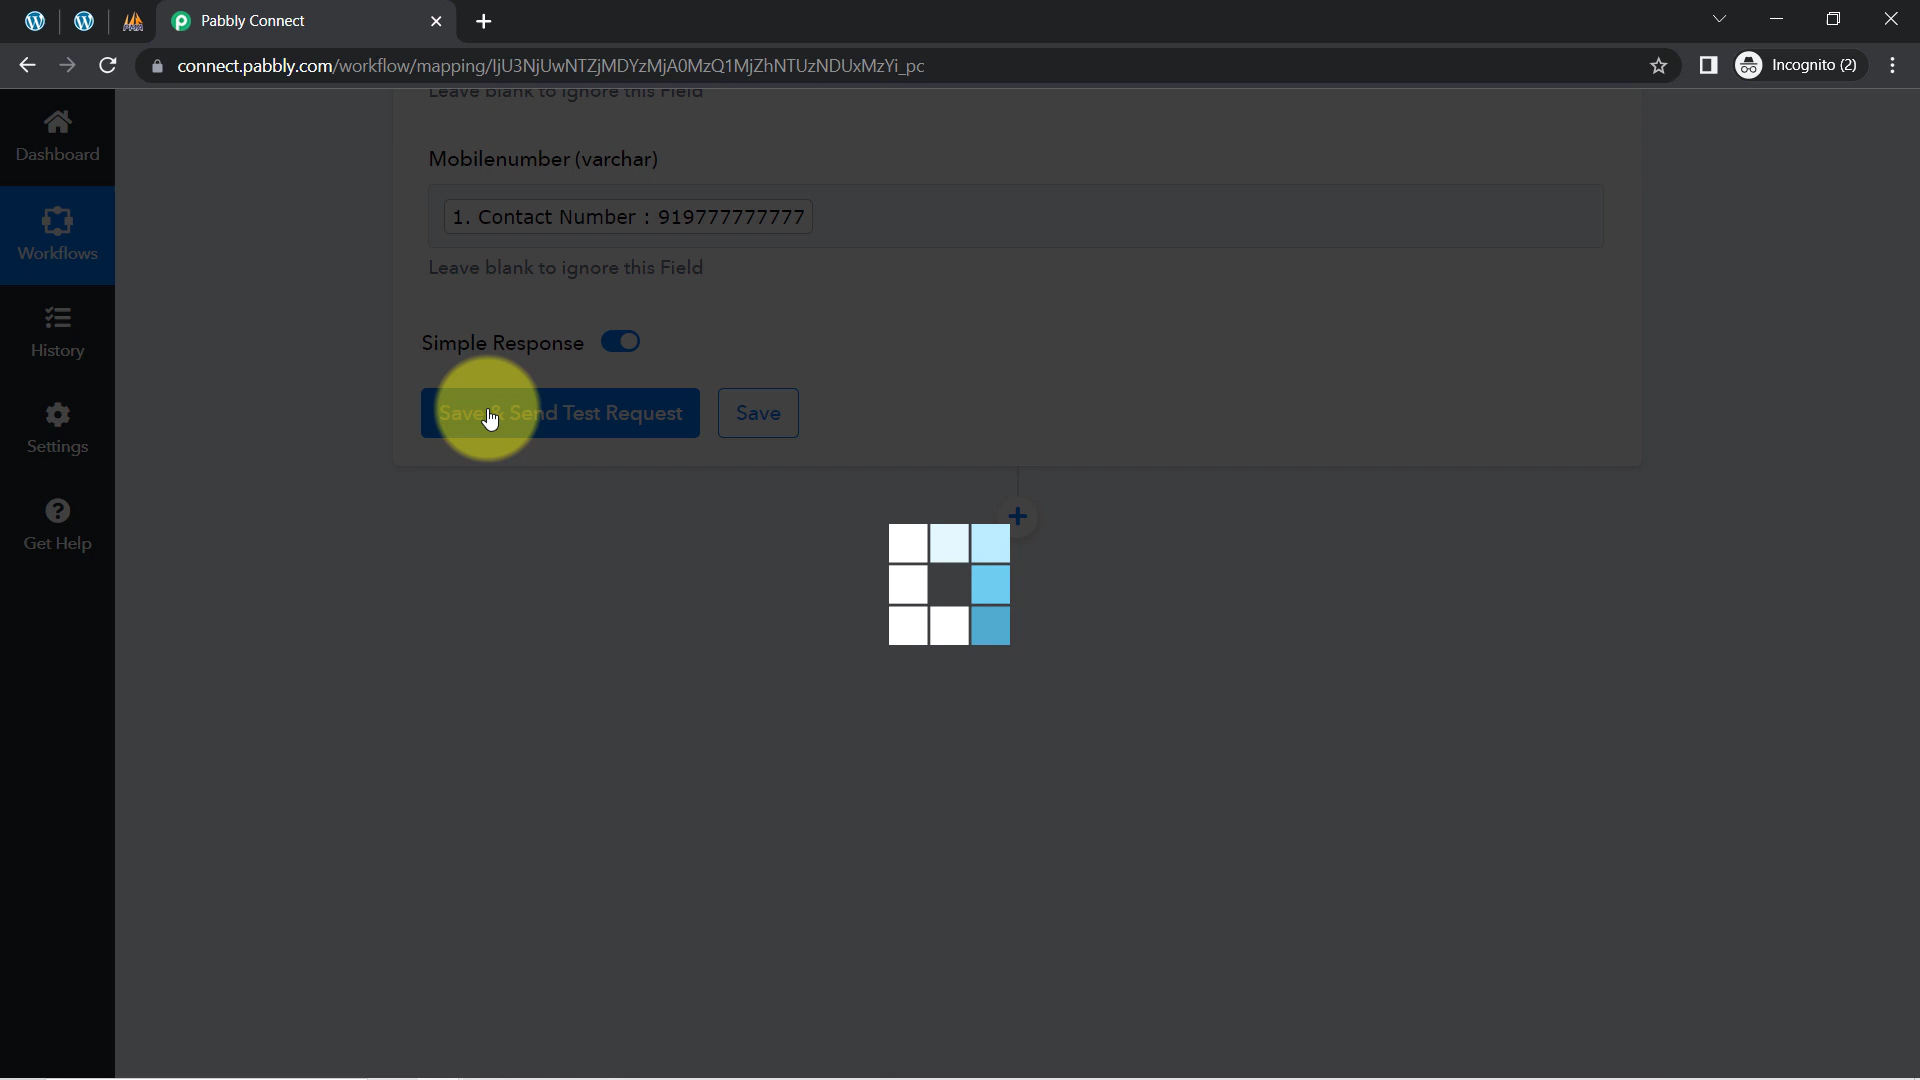 Pabbly Connect
connect.pabbly.com/workflow/mapping/IjU3NjUwNTZjMDYzMjA0MzQ1MjZhNTUzNDUxMzYi_pc
Incognito (2)
Leave blank to ignore this Field
Dashboard
Mobilenumber (varchar)
1. Contact Number : 919777777777
Workflows
Leave blank to ignore this Field
Simple Response
History
Save & Send Test Request
Save
Settings
Get Help